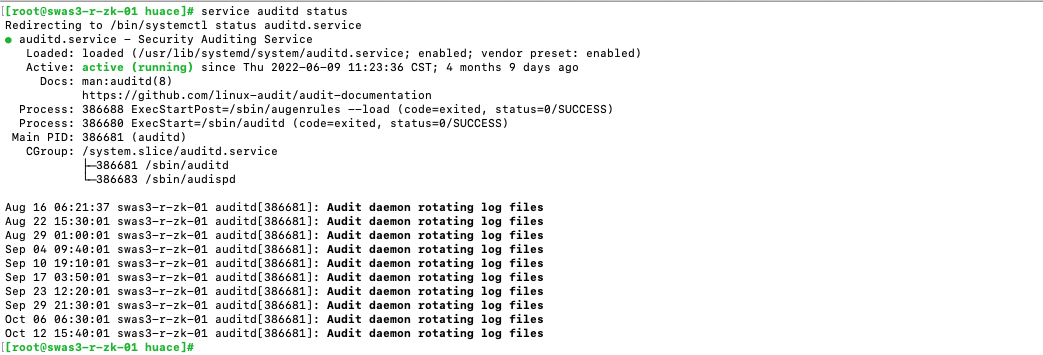 [[root@swas3-r-zk-01 huace]# service auditd status
Redirecting to /bin/systemctl status auditd.service
● auditd.service - Security Auditing Service
   Loaded: loaded (/usr/lib/systemd/system/auditd.service; enabled; vendor preset: enabled)
   Active: active (running) since Thu 2022-06-09 11:23:36 CST; 4 months 9 days ago
     Docs: man:auditd(8)
           https://github.com/linux-audit/audit-documentation
  Process: 386688 ExecStartPost=/sbin/augenrules --load (code=exited, status=0/SUCCESS)
  Process: 386680 ExecStart=/sbin/auditd (code=exited, status=0/SUCCESS)
 Main PID: 386681 (auditd)
   CGroup: /system.slice/auditd.service
           ├─386681 /sbin/auditd
           └─386683 /sbin/audispd

Aug 16 06:21:37 swas3-r-zk-01 auditd[386681]: Audit daemon rotating log files
Aug 22 15:30:01 swas3-r-zk-01 auditd[386681]: Audit daemon rotating log files
Aug 29 01:00:01 swas3-r-zk-01 auditd[386681]: Audit daemon rotating log files
Sep 04 09:40:01 swas3-r-zk-01 auditd[386681]: Audit daemon rotating log files
Sep 10 19:10:01 swas3-r-zk-01 auditd[386681]: Audit daemon rotating log files
Sep 17 03:50:01 swas3-r-zk-01 auditd[386681]: Audit daemon rotating log files
Sep 23 12:20:01 swas3-r-zk-01 auditd[386681]: Audit daemon rotating log files
Sep 29 21:30:01 swas3-r-zk-01 auditd[386681]: Audit daemon rotating log files
Oct 06 06:30:01 swas3-r-zk-01 auditd[386681]: Audit daemon rotating log files
Oct 12 15:40:01 swas3-r-zk-01 auditd[386681]: Audit daemon rotating log files
[[root@swas3-r-zk-01 huace]#